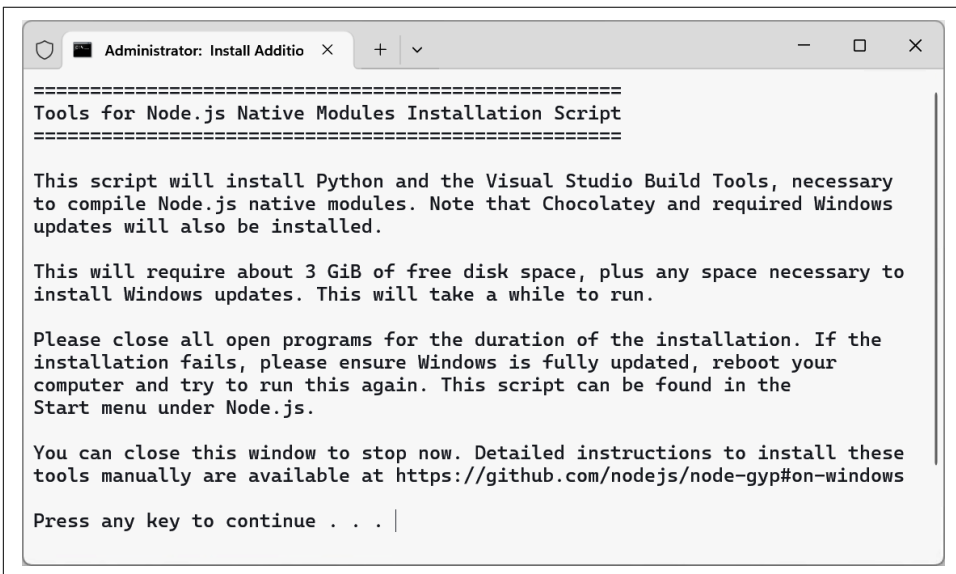 Administrator: Install Additio
==================================================== 
Tools for Node.js Native Modules Installation Script
====================================================
This script will install Python and the Visual Studio Build Tools, necessary
to compile Node.js native modules. Note that Chocolatey and required Windows
updates will also be installed.
This will require about 3 GiB of free disk space, plus any space necessary to
install Windows updates. This will take a while to run.
Please close all open programs for the duration of the installation. If the
installation fails, please ensure Windows is fully updated, reboot your
computer and try to run this again. This script can be found in the
Start menu under Node.js.
You can close this window to stop now. Detailed instructions to install these
tools manually are available at https://github.com/nodejs/node-gyp#on-windows
Press any key to continue . . .